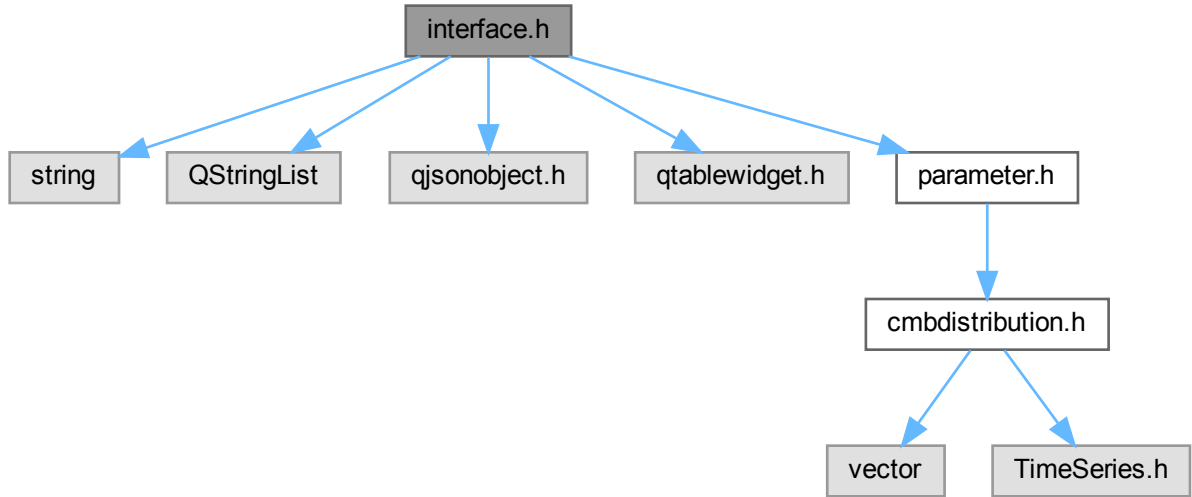 interface.h
string
QStringList
qjsonobject.h
qtablewidget.h
parameter.h
cmbdistribution.h
vector
TimeSeries.h